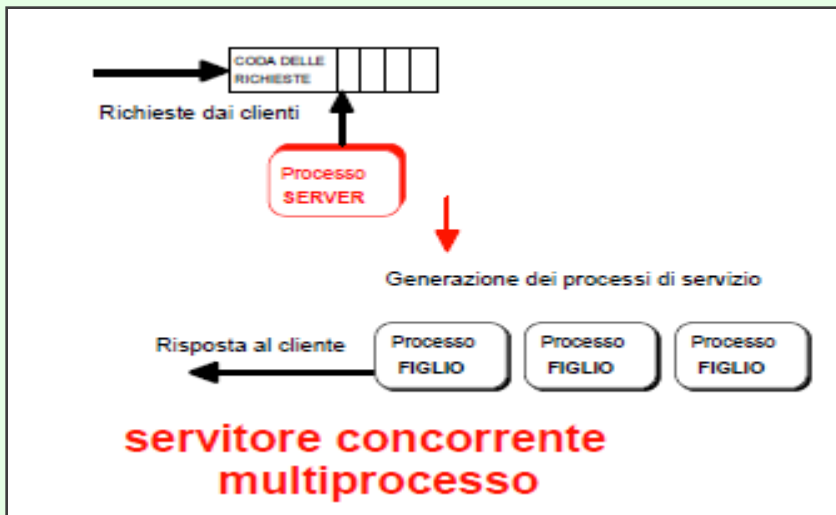 CODA DELLE
RICHIESTE
Richieste dai clienti
Processo
SERVER
Generazione dei processi di servizio
Risposta al cliente
Processo
FIGLIO
Processo
FIGLIO
Processo
FIGLIO
servitore concorrente
multiprocesso